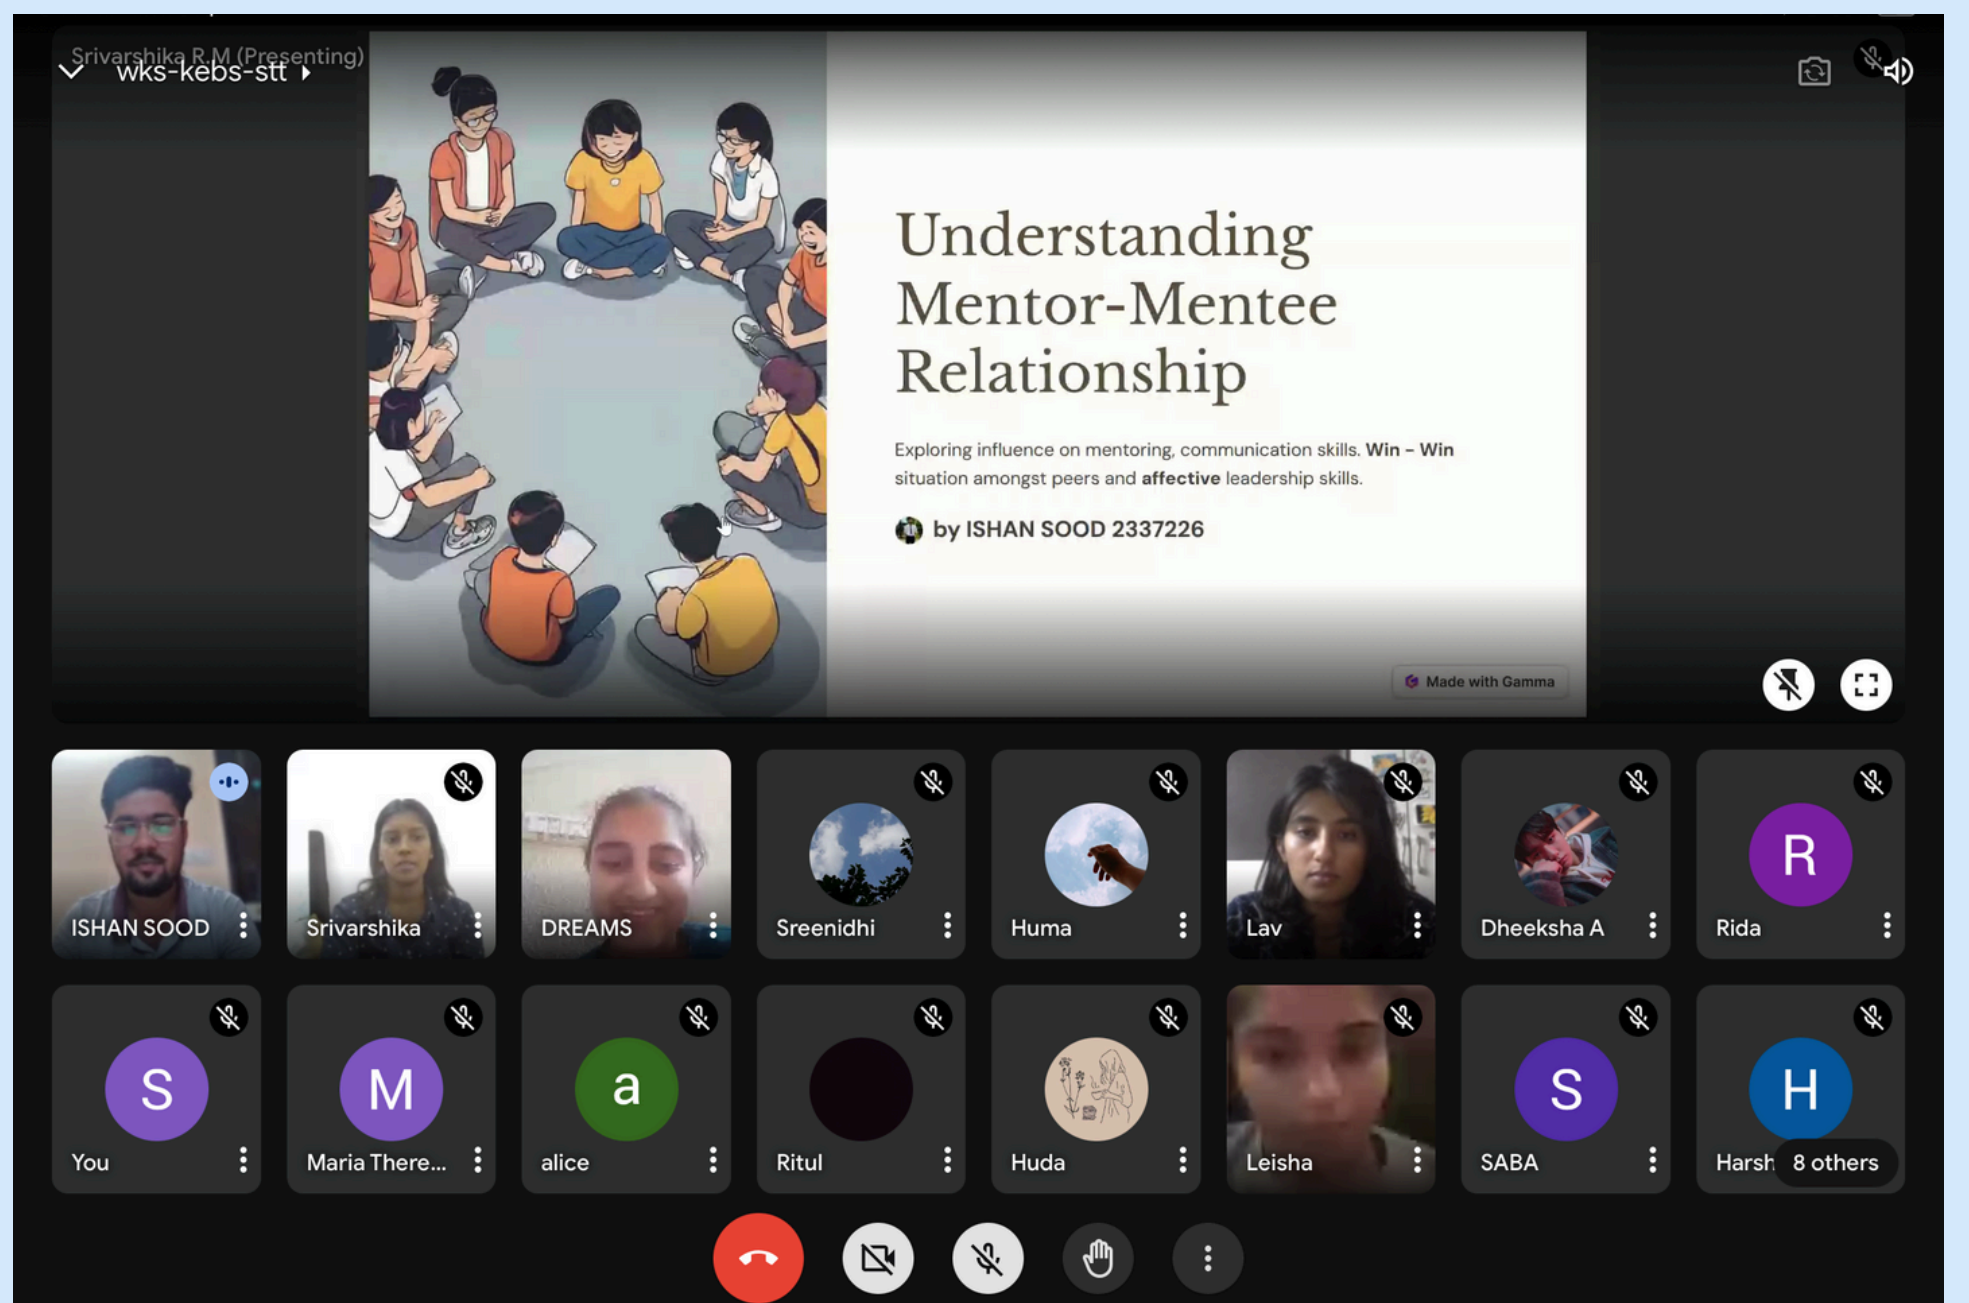 Srivarshika R.M (Presenting)
wks-kebs-stt
Understanding
Mentor-Mentee
Relationship
Exploring influence on mentoring, communication skills. Win - Win
situation amongst peers and affective leadership skills.
by ISHAN SOOD 2337226
Made with Gamma
ISHAN SOOD
Srivarshika
DREAMS
Sreenidhi
Huma
Lav
Dheeksha A
R
Rida
S
You
M
Maria There...
a
alice
Ritul
Huda
Leisha
S
SABA
H
Harsh
8 others